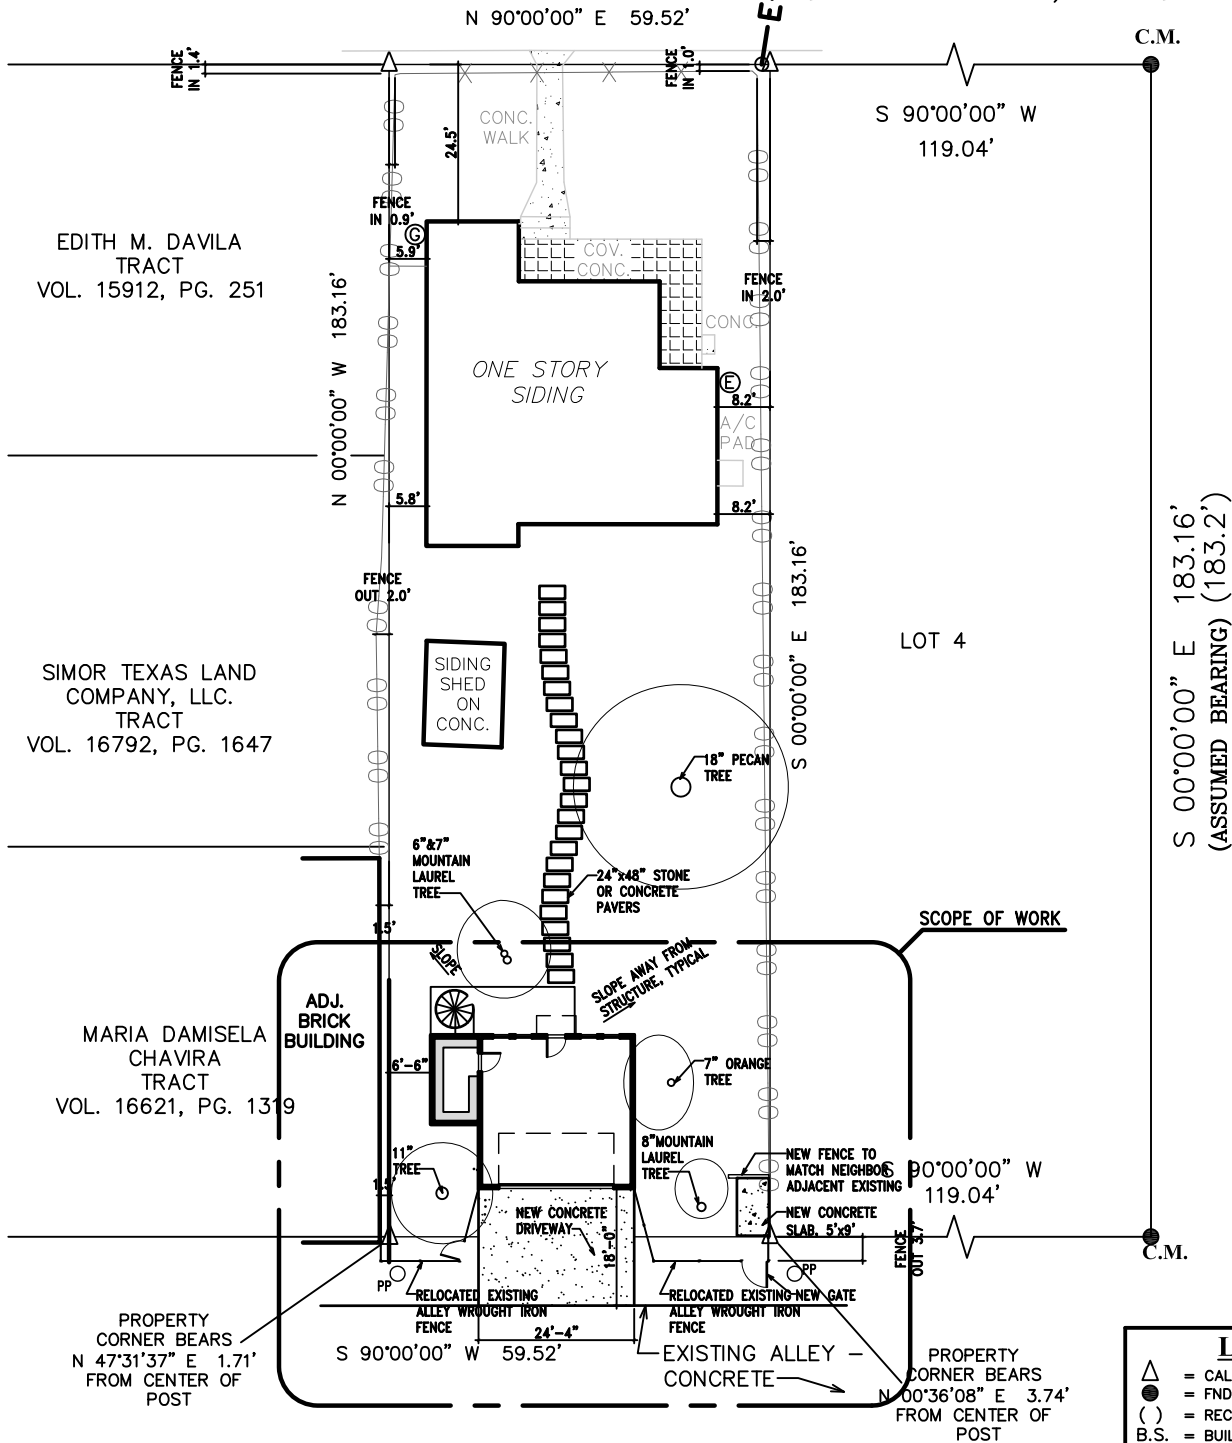 N 90°00'00" E 59.52'
C.M.
FENCE
IN 1.4'
FENCE
IN 1.0'
S 90°00'00" W
119.04'
CONC.
WALK
24.5'
FENCE
IN 0.9'
G
5.9'
EDITH M. DAVILA
TRACT
VOL. 15912, PG. 251
COV.
CONC.
FENCE
IN 2.0'
CONC.
N 00°00'00" W 183.16'
ONE STORY
SIDING
E
8.2'
A/C
PAD
5.8'
8.2'
S 00°00'00" E 183.16'
(ASSUMED BEARING) (183.2')
FENCE
OUT 2.0'
S 00°00'00" E 183.16'
LOT 4
SIMOR TEXAS LAND
COMPANY, LLC.
TRACT
VOL. 16792, PG. 1647
SIDING
SHED
ON
CONC.
18" PECAN
TREE
6"&7"
MOUNTAIN
LAUREL
TREE
24"x48" STONE
OR CONCRETE
PAVERS
1.5'
SCOPE OF WORK
SLOPE
SLOPE AWAY FROM
STRUCTURE, TYPICAL
ADJ.
BRICK
BUILDING
MARIA DAMISELA
CHAVIRA
TRACT
VOL. 16621, PG. 1319
6'-6"
7" ORANGE
TREE
11"
TREE
8"MOUNTAIN
LAUREL
TREE
NEW FENCE TO
MATCH NEIGHBOR
ADJACENT EXISTING
S 90°00'00" W
119.04'
1.5'
NEW CONCRETE
DRIVEWAY
18'-0"
NEW CONCRETE
SLAB, 5'x9'
FENCE
OUT 3.7'
C.M.
PP
PP
RELOCATED EXISTING
ALLEY WROUGHT IRON
FENCE
RELOCATED EXISTING
ALLEY WROUGHT IRON
FENCE
NEW GATE
24'-4"
S 90°00'00" W 59.52'
EXISTING ALLEY -
CONCRETE
PROPERTY
CORNER BEARS
N 47°31'37" E 1.71'
FROM CENTER OF
POST
PROPERTY
CORNER BEARS
N 00°36'08" E 3.74'
FROM CENTER OF
POST
= CAL
= FND
( ) = REC
B.S. = BUIL